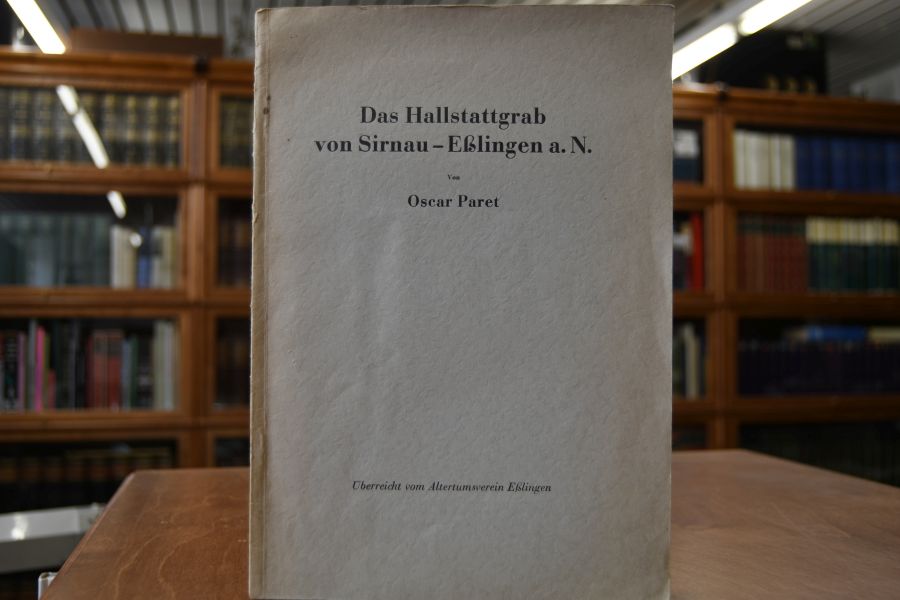 Das Hallstattgrab
von Sirnau – Eßlingen a. N.
Von
Oscar Paret
Überreicht vom Altertumsverein Eßlingen